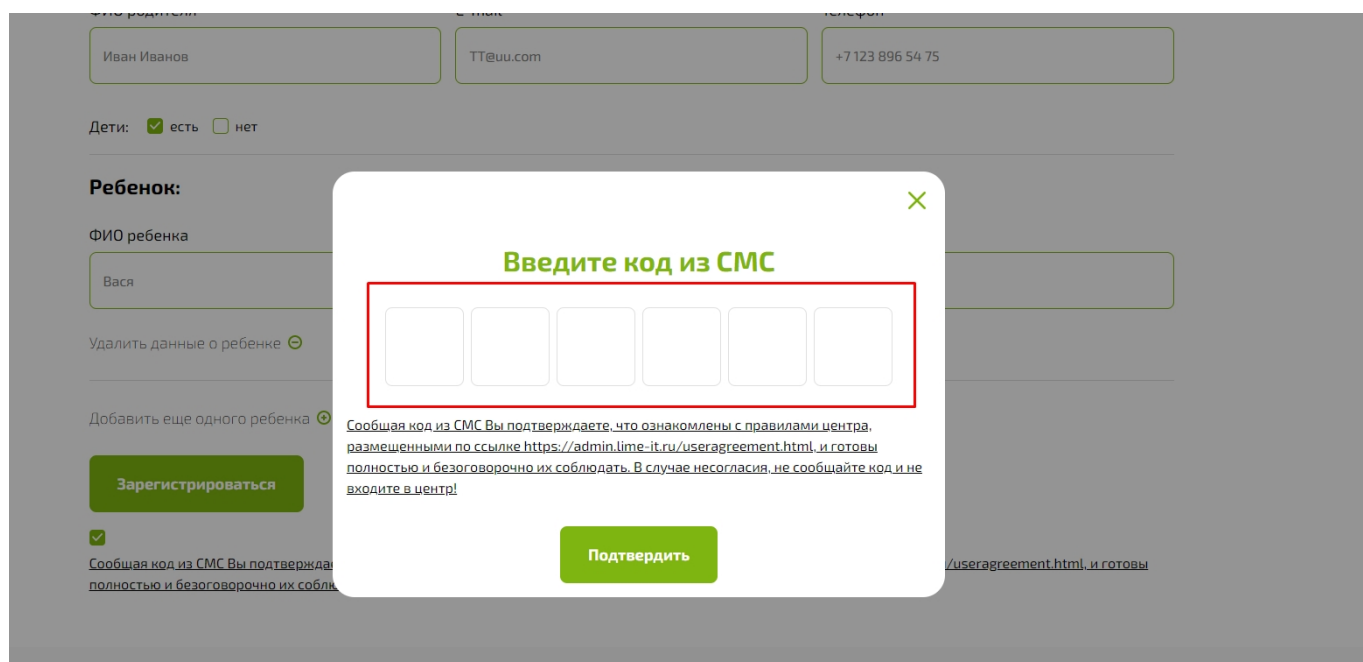 ФИО родителя E-mail Телефон
Иван Иванов TT@uu.com +7 123 896 54 75
Дети: есть нет
Ребенок:
ФИО ребенка
Введите код из СМС
Вася
Удалить данные о ребенке
Добавить еще одного ребенка
Сообщая код из СМС Вы подтверждаете, что ознакомлены с правилами центра,
размещенными по ссылке https://admin.lime-it.ru/useragreement.html, и готовы
полностью и безоговорочно их соблюдать. В случае несогласия, не сообщайте код и не
входите в центр!
Зарегистрироваться
Подтвердить
Сообщая код из СМС Вы подтверждае /useragreement.html, и готовы
полностью и безоговорочно их соблю